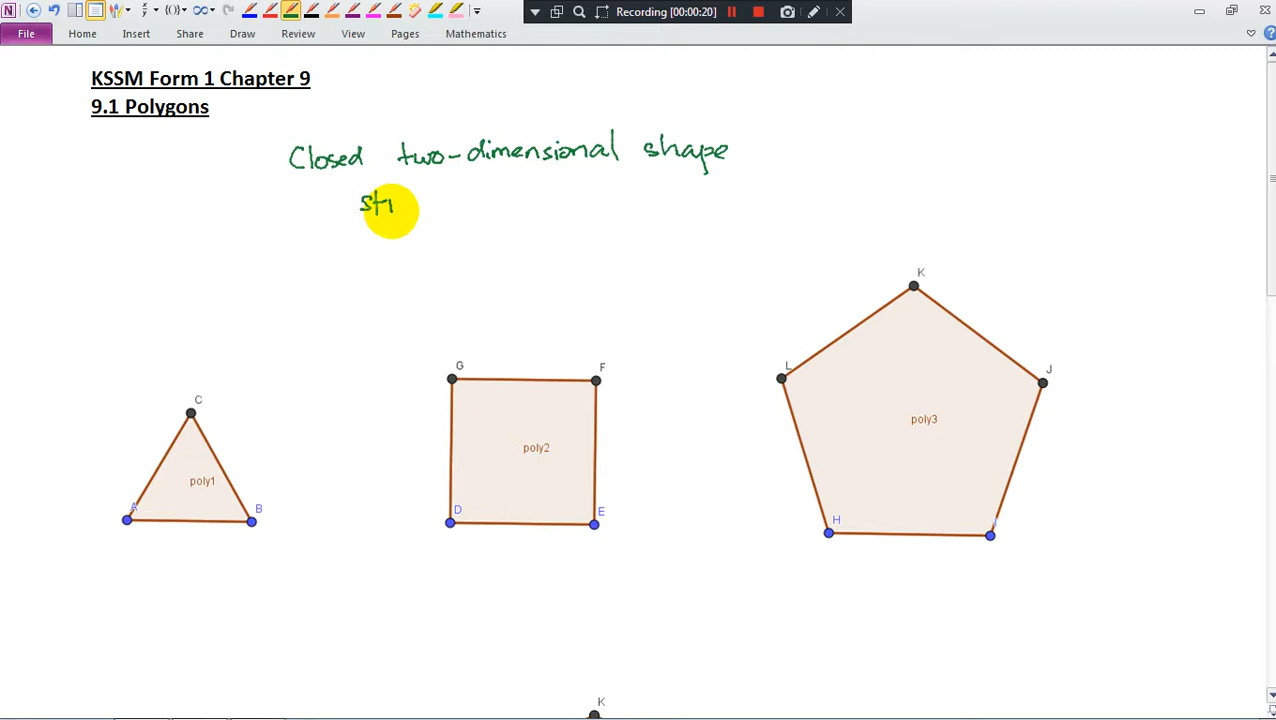 Recording [00:00:20]
File Home Insert Share Draw Review View Pages Mathematics
KSSM Form 1 Chapter 9
9.1 Polygons
Closed two-dimensional shape
str
K
G F L J
C
poly3
poly2
poly1
A B D E H I
K